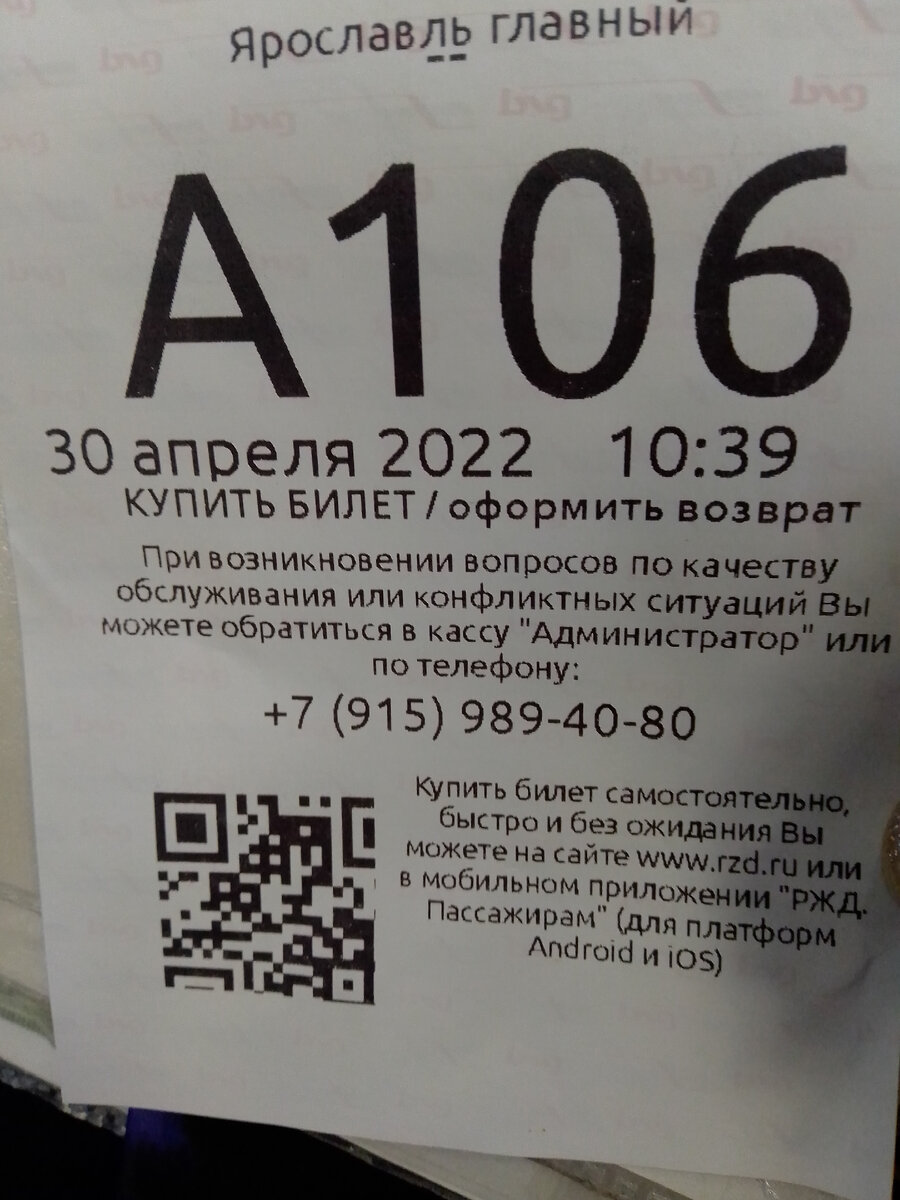 Ярославль главный
А106
30 апреля 2022 10:39
КУПИТЬ БИЛЕТ / оформить возврат
При возникновении вопросов по качеству
обслуживания или конфликтных ситуаций Вы
можете обратиться в кассу "Администратор" или
по телефону:
+7 (915) 989-40-80
Купить билет самостоятельно,
быстро и без ожидания Вы
можете на сайте www.rzd.ru или
в мобильном приложении "РЖД.
Пассажирам" (для платформ
Android и iOS)